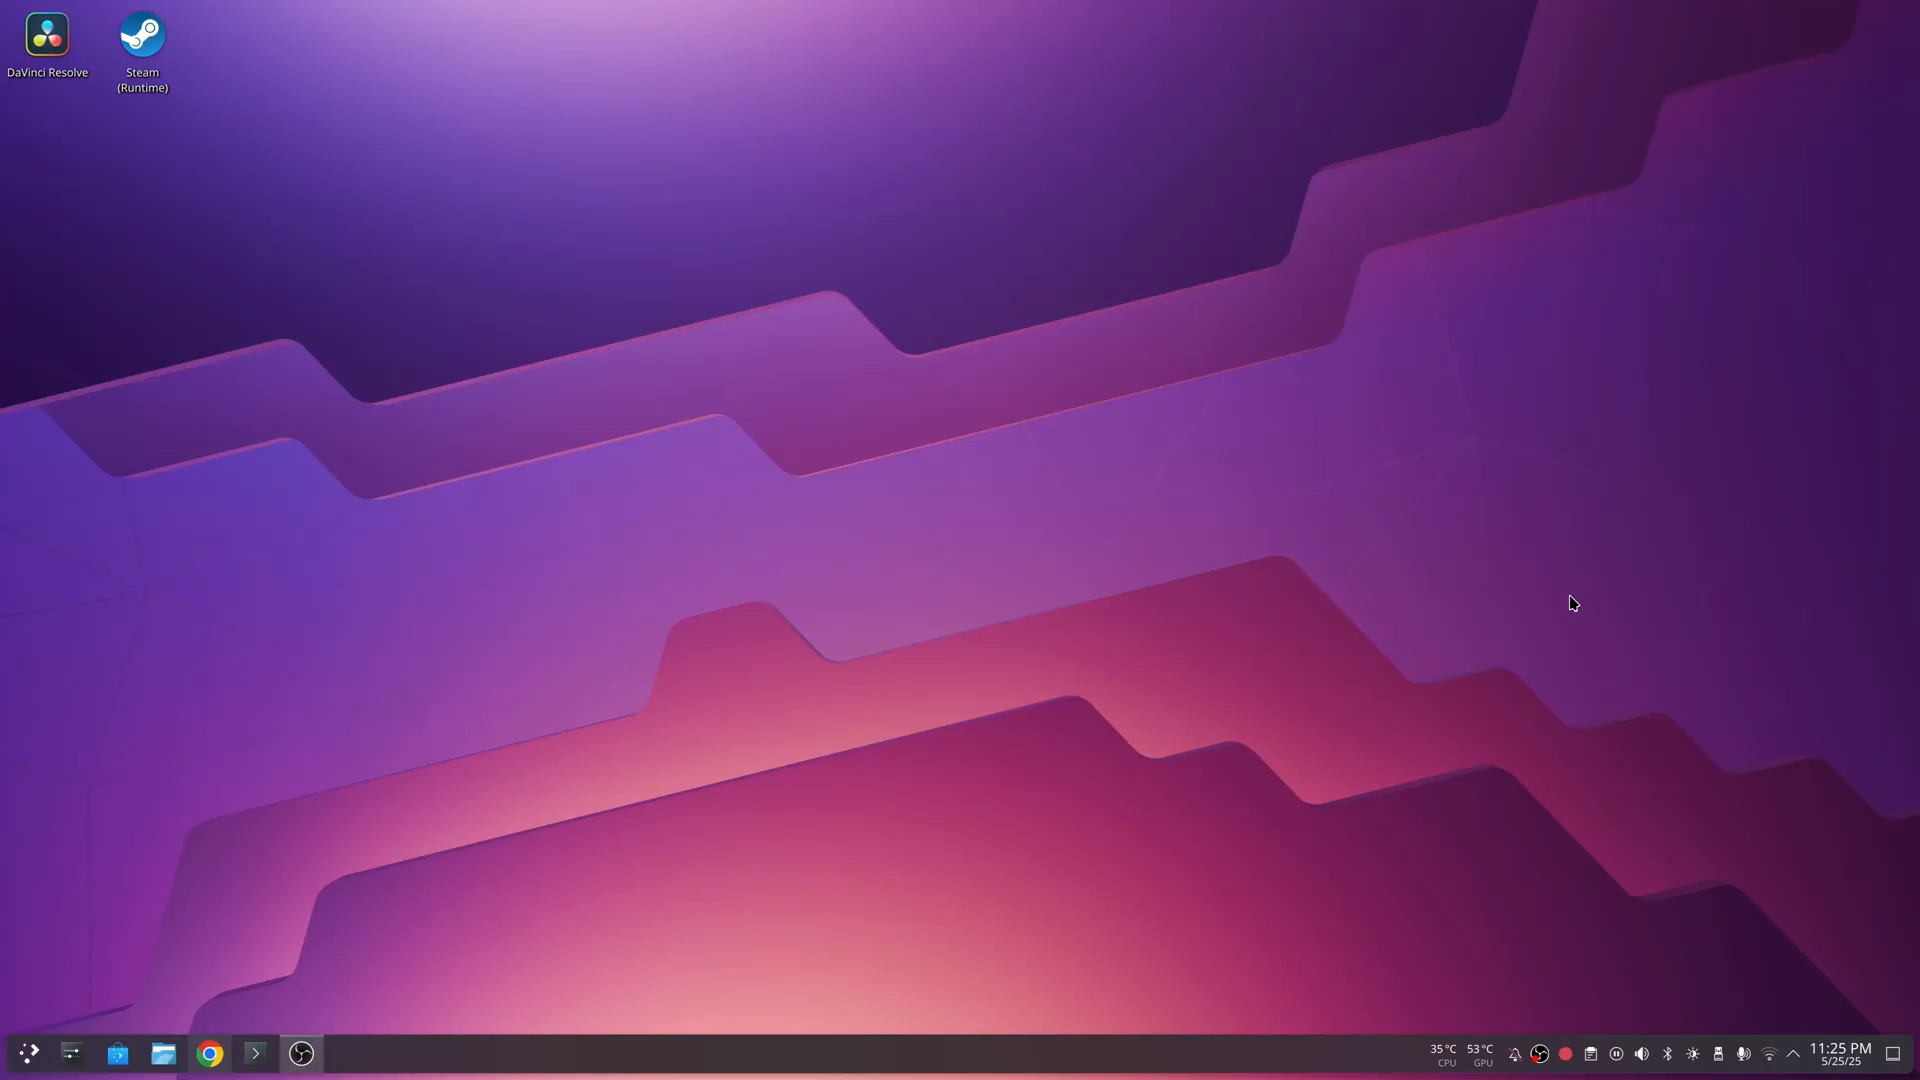 DaVinci Resolve
Steam
(Runtime)
35°C
CPU
53°C
GPU
11:25 PM
5/25/25